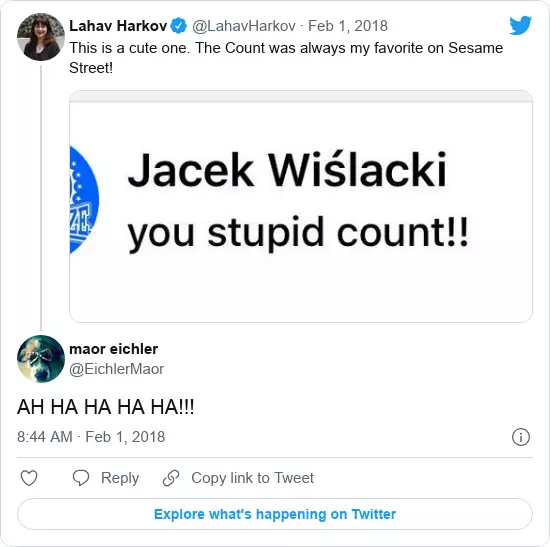 Lahav Harkov @LahavHarkov · Feb 1, 2018
This is a cute one. The Count was always my favorite on Sesame
Street!
Jacek Wiślacki
you stupid count!!
maor eichler
@EichlerMaor
AH HA HA HA HA!!!
8:44 AM · Feb 1, 2018
Reply
Copy link to Tweet
Explore what's happening on Twitter